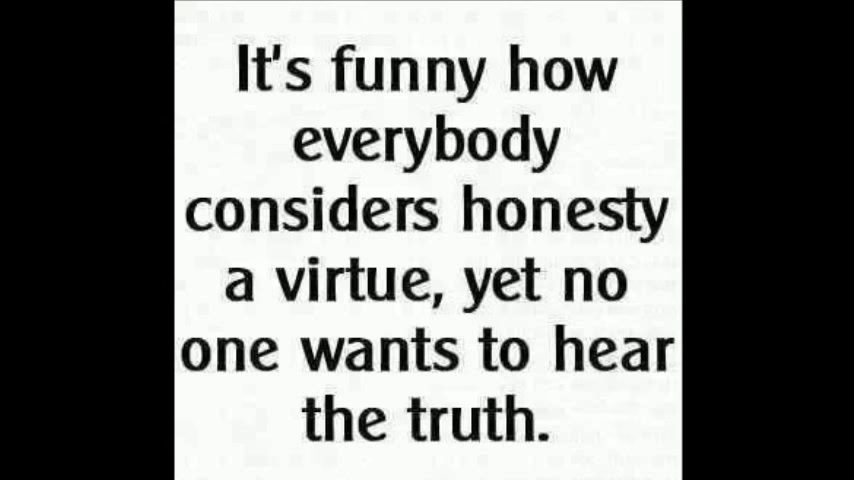 It's funny how
everybody
considers honesty
a virtue, yet no
one wants to hear
the truth.